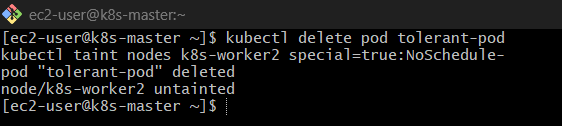 ec2-user@k8s-master:~
[ec2-user@k8s-master ~]$ kubectl delete pod tolerant-pod
kubectl taint nodes k8s-worker2 special=true:NoSchedule-
pod "tolerant-pod" deleted
node/k8s-worker2 untainted
[ec2-user@k8s-master ~]$